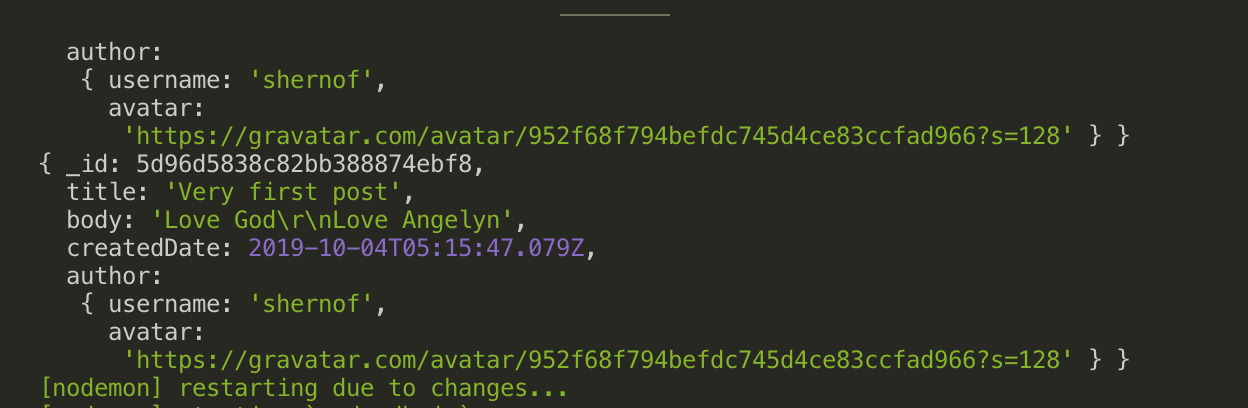 author:
{ username: 'shernof',
avatar:
'https://gravatar.com/avatar/952f68f794befdc745d4ce83ccfad966?s=128' } }
{ _id: 5d96d5838c82bb388874ebf8,
title: 'Very first post',
body: 'Love God\r\nLove Angelyn',
createdDate: 2019-10-04T05:15:47.079Z,
author:
{ username: 'shernof',
avatar:
'https://gravatar.com/avatar/952f68f794befdc745d4ce83ccfad966?s=128' } }
[nodemon] restarting due to changes...